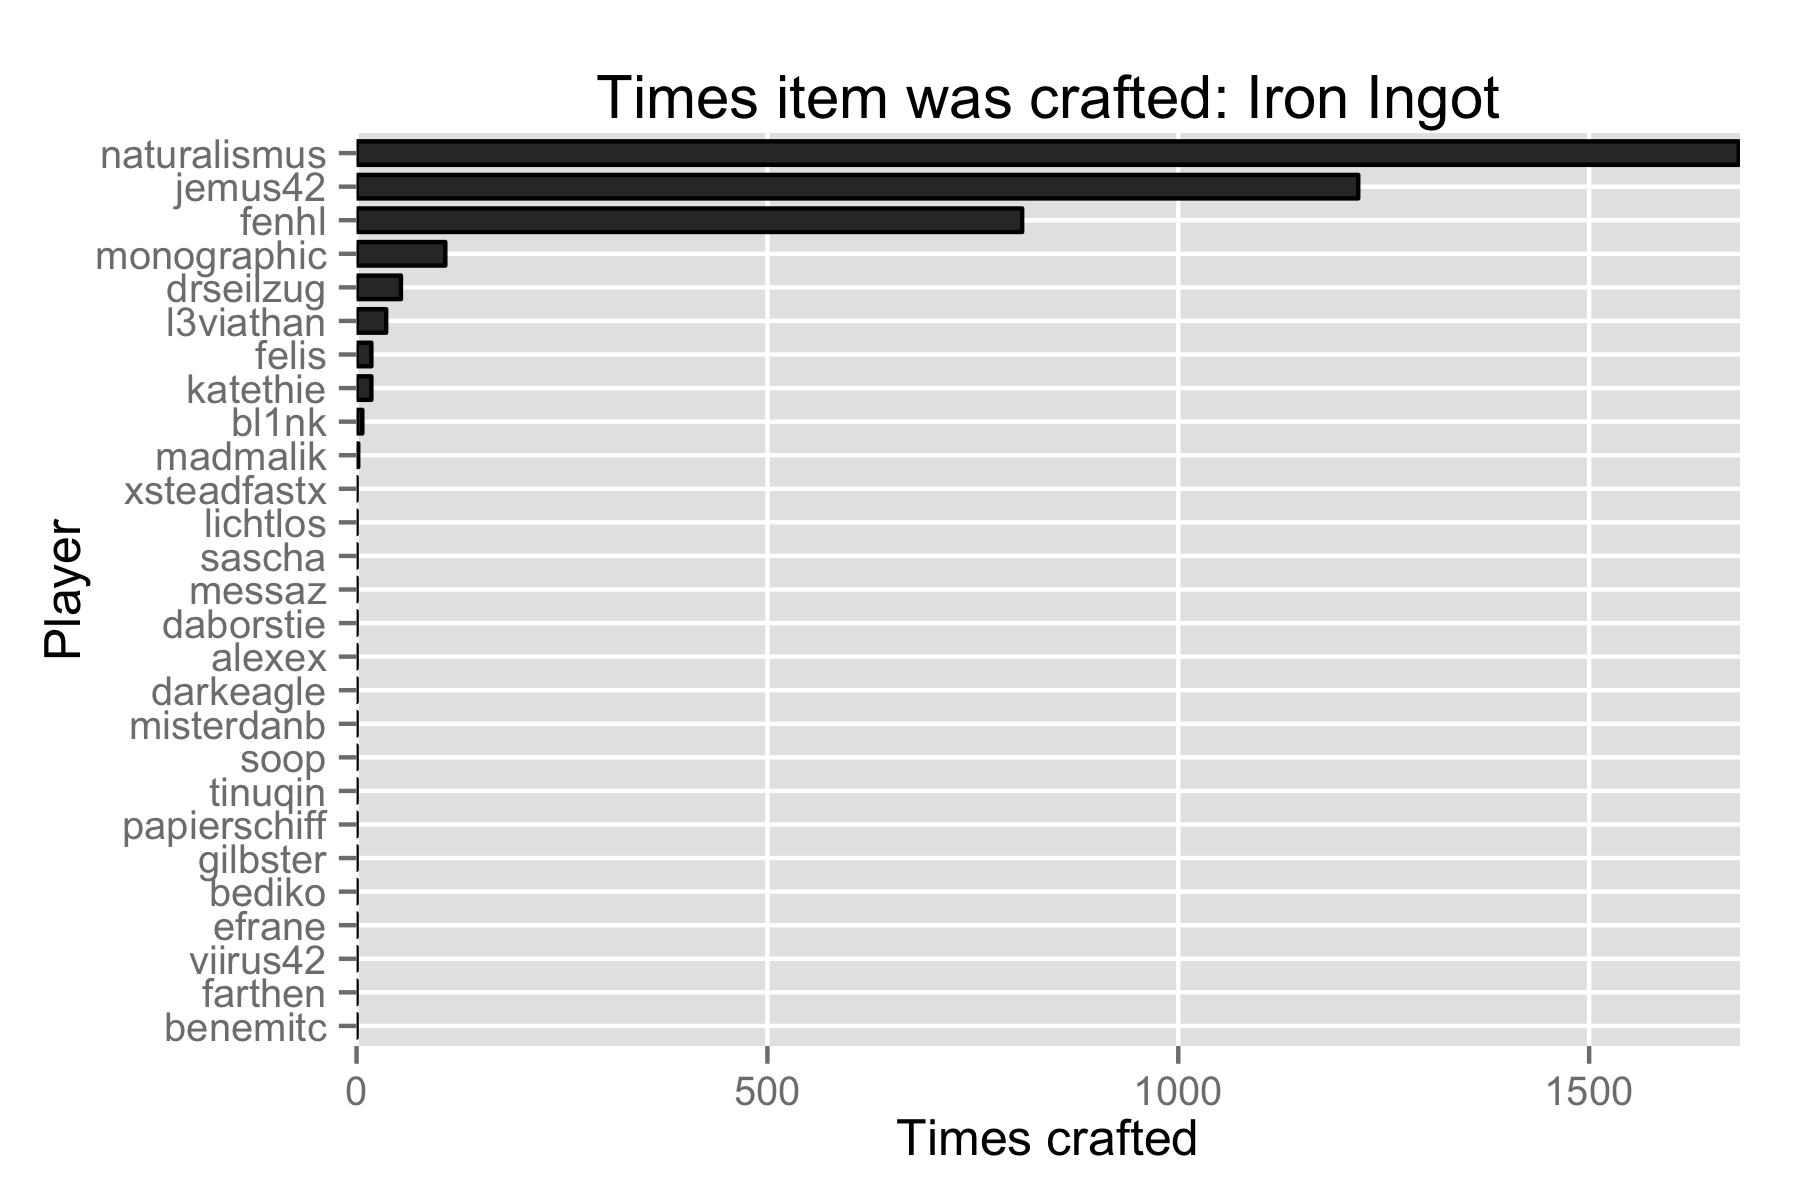 Times item was crafted: Iron Ingot
naturalismus
jemus42
fenhl
monographic
drseilzug
l3viathan
felis
katethie
bl1nk
madmalik
xsteadfastx
lichtlos
sascha
messaz
daborstie
alexex
darkeagle
misterdanb
soop
tinuqin
papierschiff
gilbster
bediko
efrane
viirus42
farthen
benemitc
Player
0 500 1000 1500
Times crafted